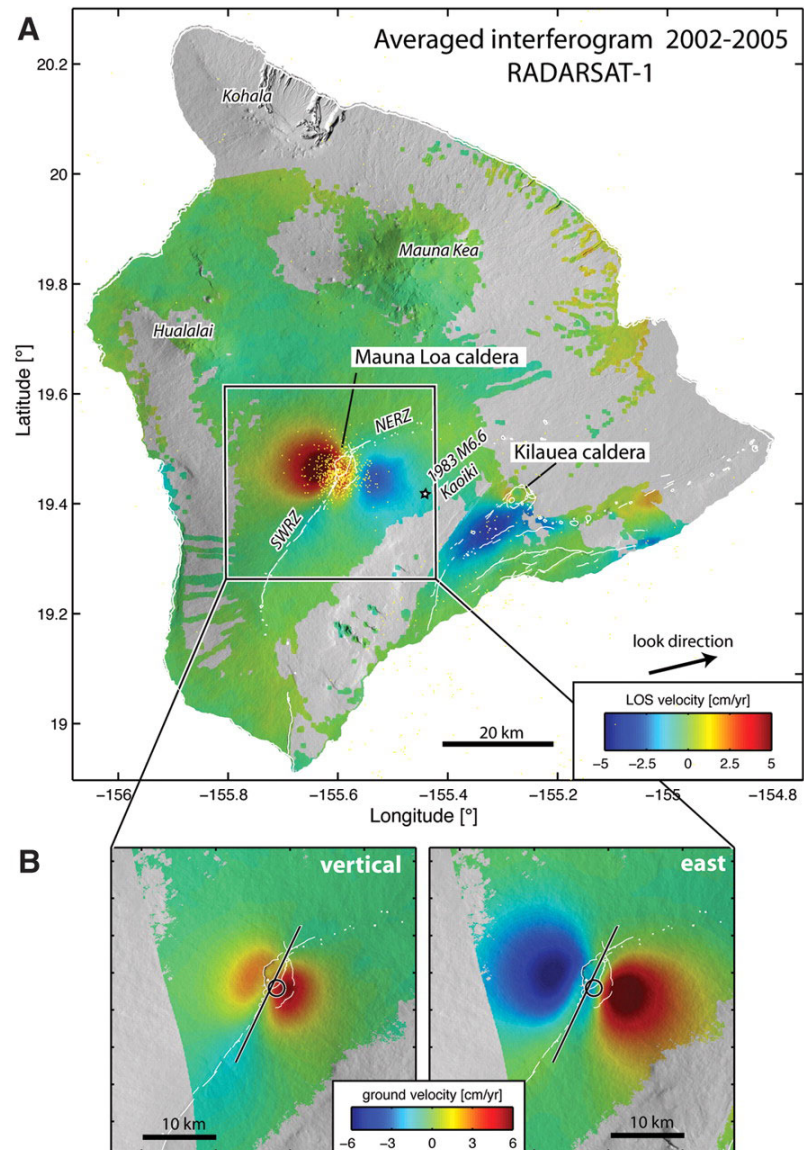 A
Averaged interferogram 2002-2005
RADARSAT-1
20.2
Kohala
20
Mauna Kea
19.8
Hualalai
Latitude [°]
Mauna Loa caldera
19.6
NERZ
1983 M6.6
Kaoiki
Kilauea caldera
19.4
SWRZ
19.2
look direction
LOS velocity [cm/yr]
19
20 km
−5 −2.5 0 2.5 5
−156 −155.8 −155.6 −155.4 −155.2 −155 −154.8
Longitude [°]
B
vertical
east
ground velocity [cm/yr]
10 km
−6 −3 0 3 6
10 km